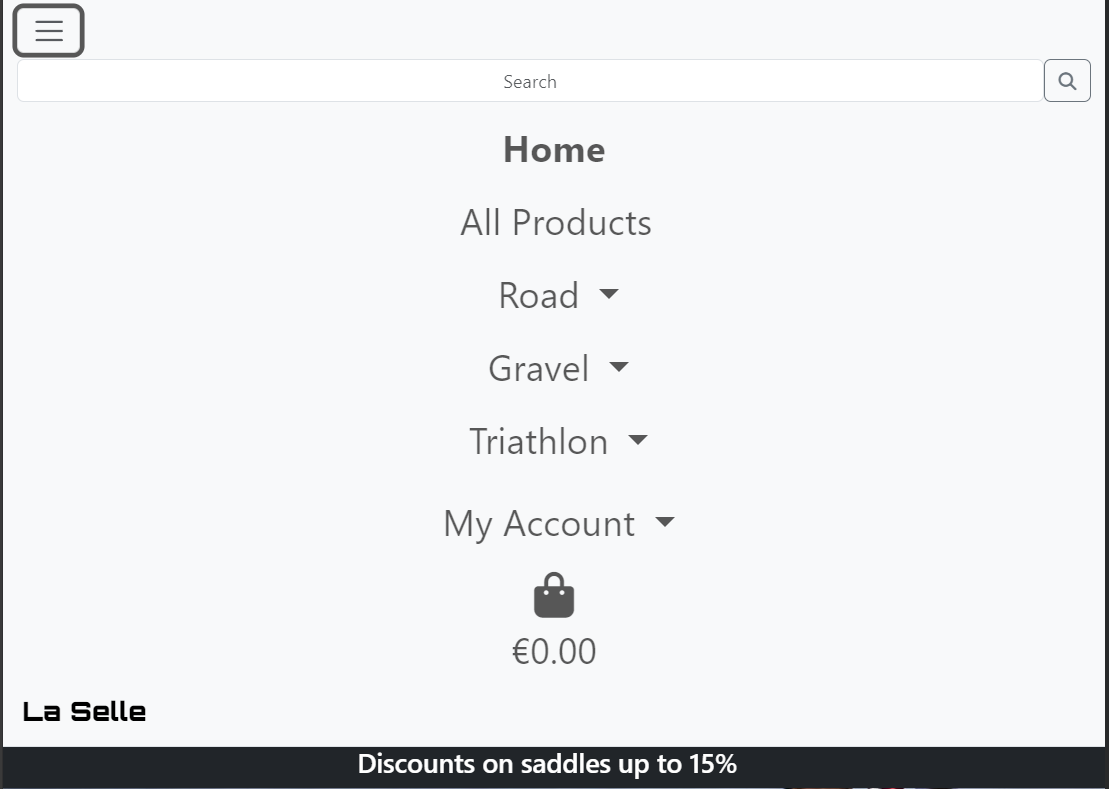 Search
Home
All Products
Road
Gravel
Triathlon
My Account
€0.00
La Selle
Discounts on saddles up to 15%